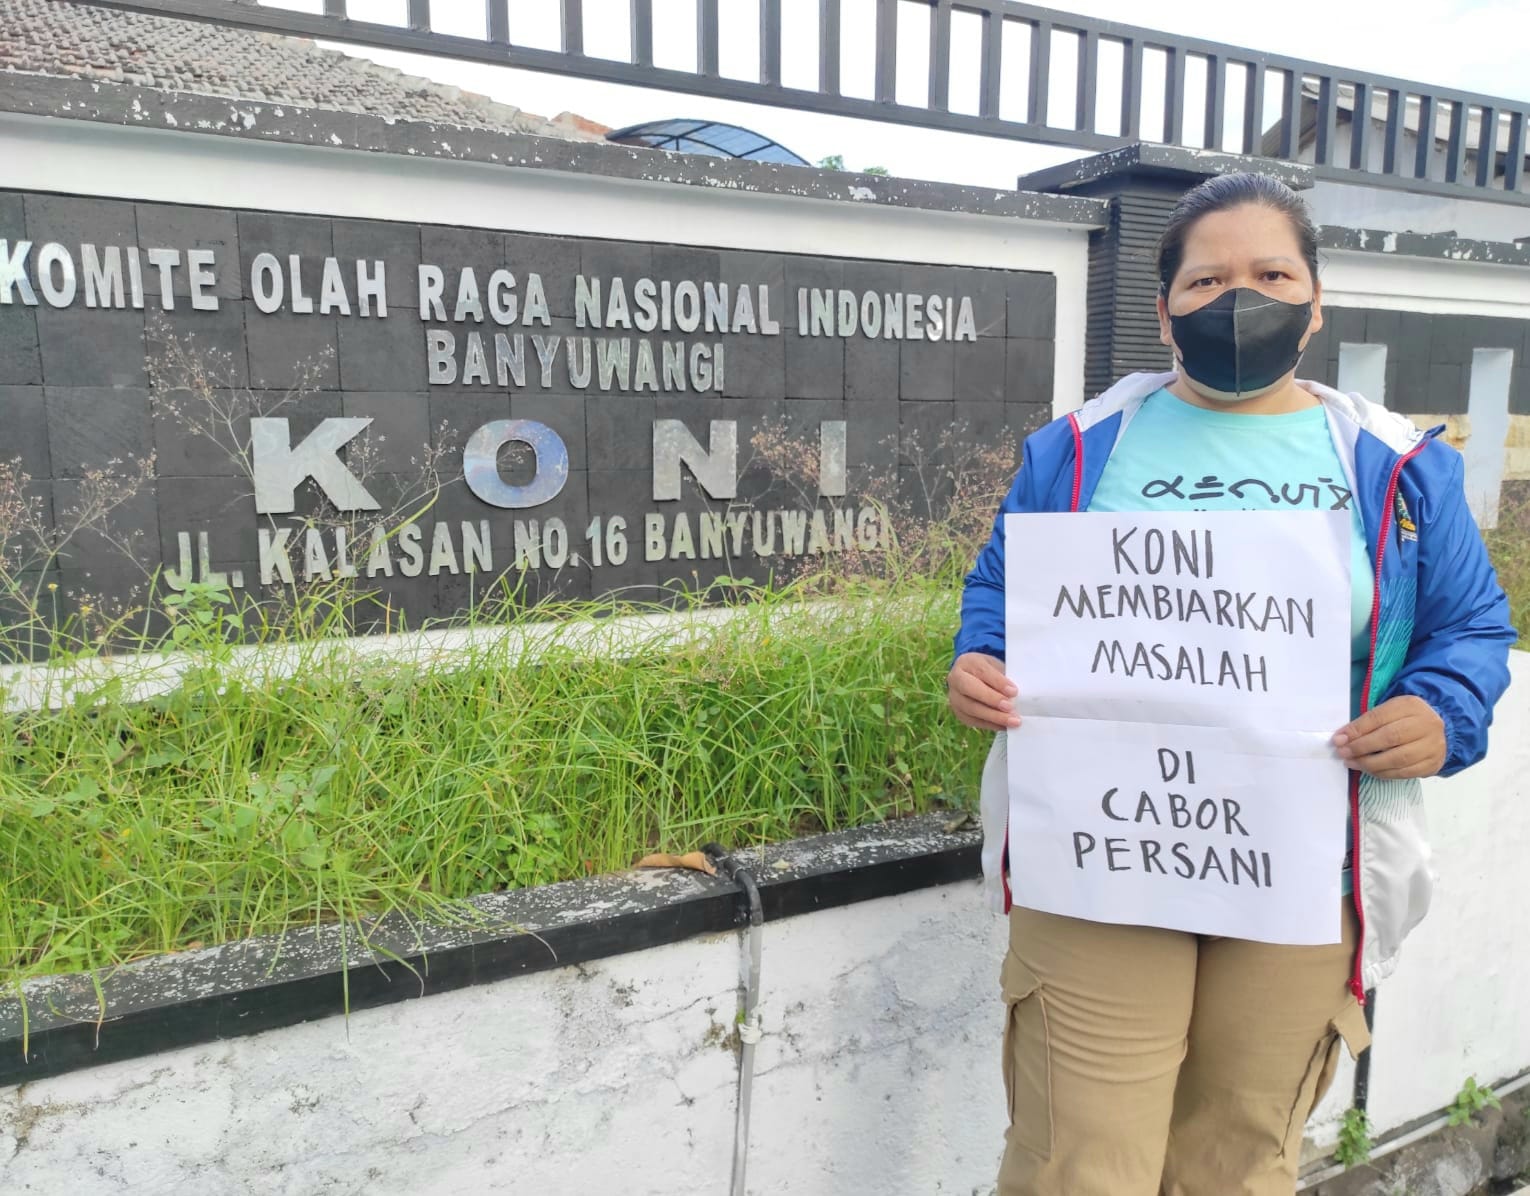 KOMITE OLAH RAGA NASIONAL INDONESIA
BANYUWANGI
KONI
JL. KALASAN NO.16 BANYUWANGI
KONI
MEMBIARKAN
MASALAH
DI
CABOR
PERSANI